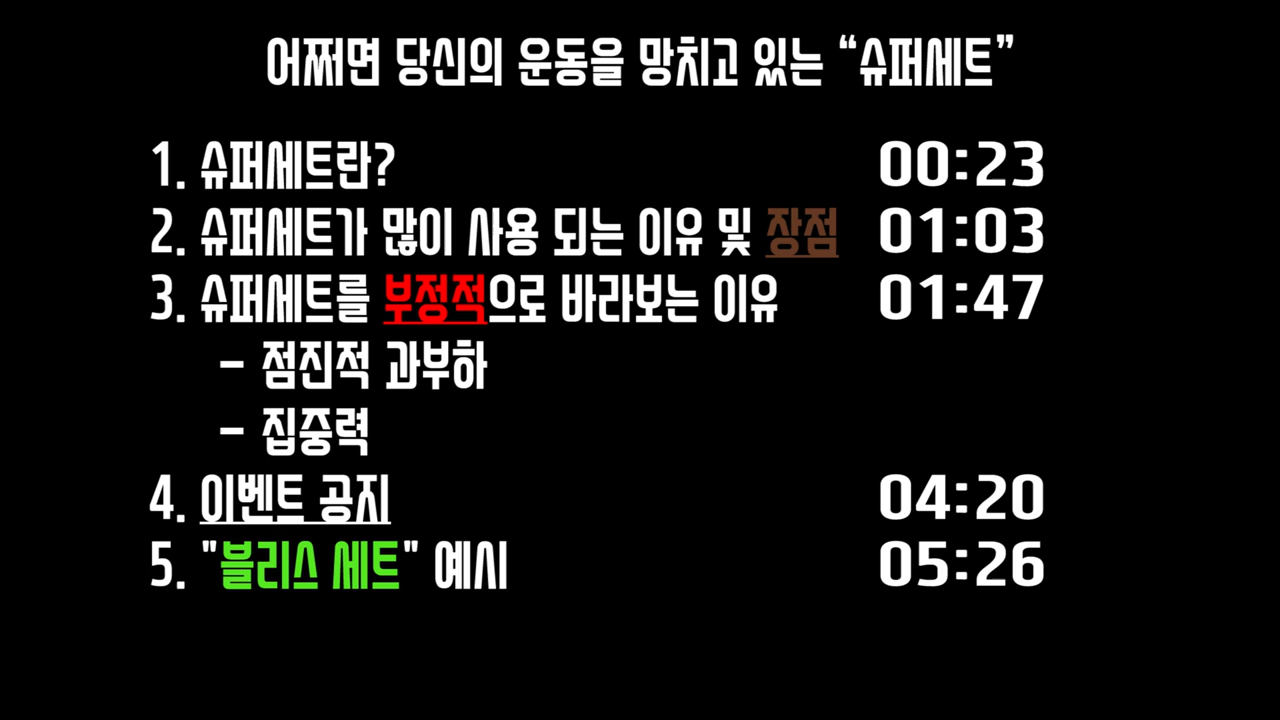 어쩌면 당신의 운동을 망치고 있는 “슈퍼세트”
1. 슈퍼세트란? 00:23
2. 슈퍼세트가 많이 사용 되는 이유 및 장점 01:03
3. 슈퍼세트를 부정적으로 바라보는 이유 01:47
- 점진적 과부하
- 집중력
4. 이벤트 공지 04:20
5. "블리스 세트" 예시 05:26